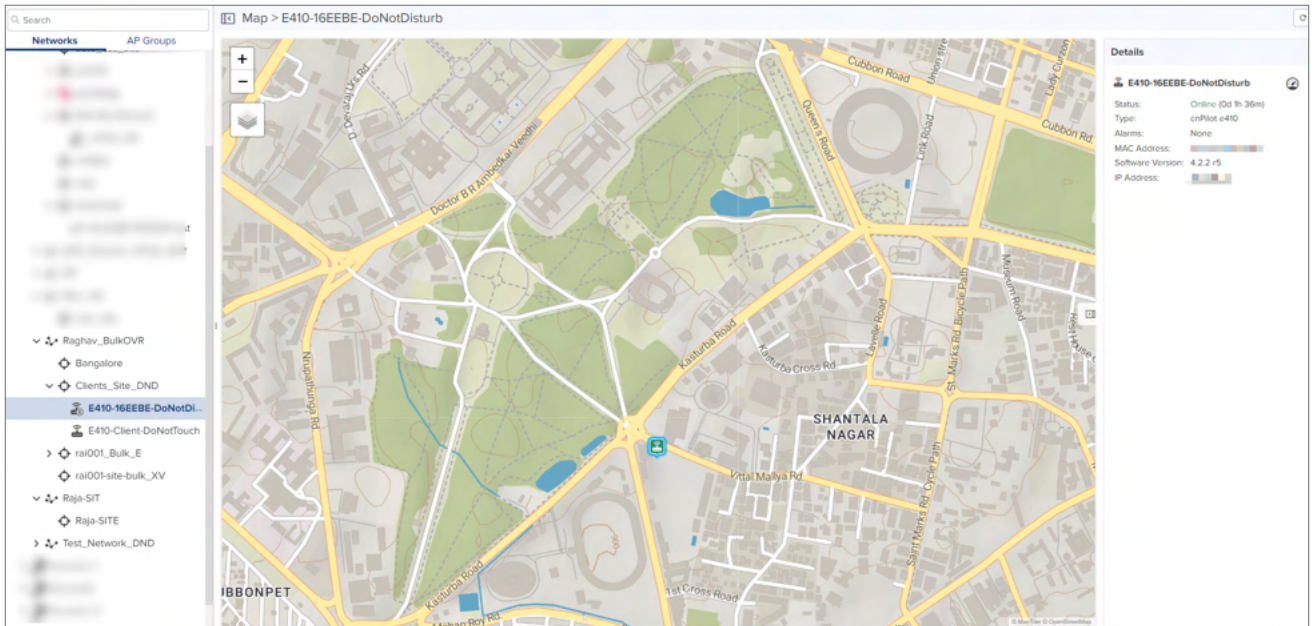 Search
Map > E410-16EEBE-DoNotDisturb
Networks
AP Groups
Raghav_BulkOVR
Bangalore
Clients_Site_DND
E410-16EEBE-DoNotDi...
E410-Client-DoNotTouch
rai001_Bulk_E
rai001-site-bulk_XV
Raja-SIT
Raja-SITE
Test_Network_DND
+
−
D. Devaraj Urs Rd
Doctor B R Ambedkar Veedhi
Queen's Road
Cubbon Road
Link Road
Lady Curzon
Cubbon Rd.
Nrupathunga Rd
Kasturba Road
Kasturba Cross Rd
Lavelle Road
St. Marks Rd. Bicycle Path
Museum Road
SHANTALA
NAGAR
Vittal Mallya Rd
Saint Marks Rd. Cycle Path
1st Cross Road
Kasturba Road
IBBONPET
© MapTiler © OpenStreetMap
Details
E410-16EEBE-DoNotDisturb
Status: Online (0d 1h 36m)
Type: cnPilot e410
Alarms: None
MAC Address:
Software Version: 4.2.2 r5
IP Address: